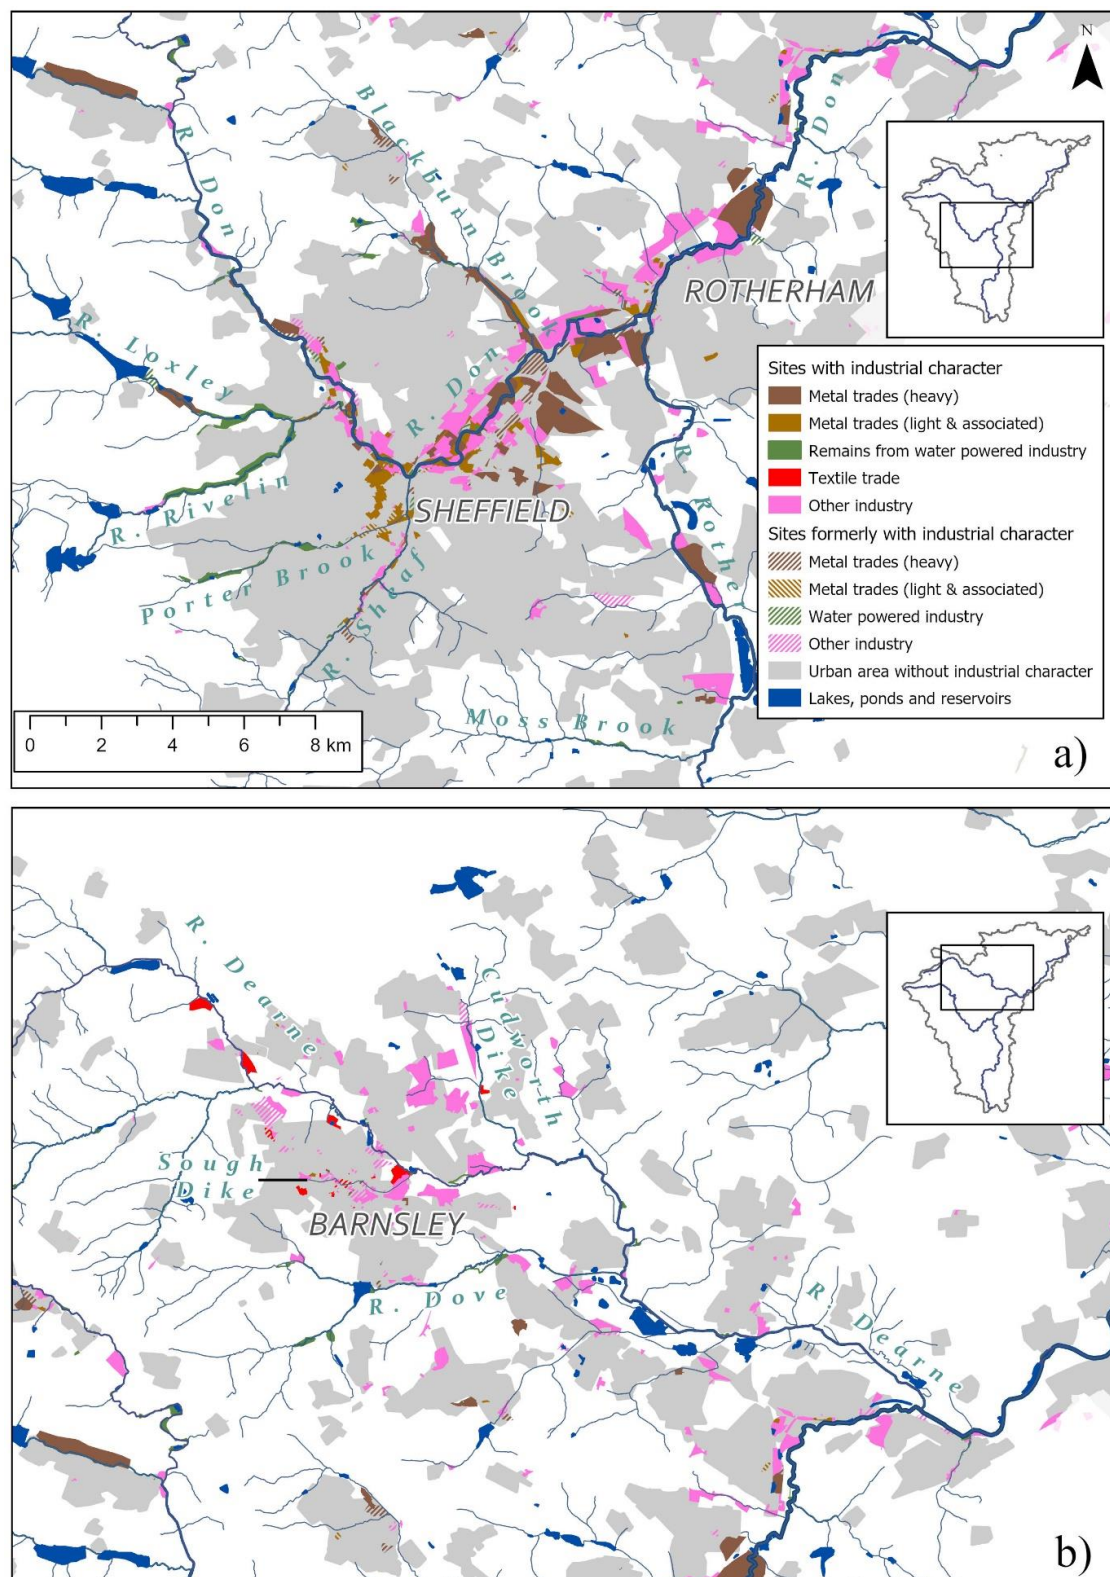 N
R. Don
Blackburn Brook
R. Don
R. Loxley
R. Don
ROTHERHAM
R. Rivelin
SHEFFIELD
Porter Brook
R. Sheaf
R. Rother
Moss Brook
Sites with industrial character
Metal trades (heavy)
Metal trades (light & associated)
Remains from water powered industry
Textile trade
Other industry
Sites formerly with industrial character
Metal trades (heavy)
Metal trades (light & associated)
Water powered industry
Other industry
Urban area without industrial character
Lakes, ponds and reservoirs
0 2 4 6 8 km
a)
R. Dearne
Cudworth
Dike
Sough
Dike
BARNSLEY
R. Dove
R. Dearne
b)